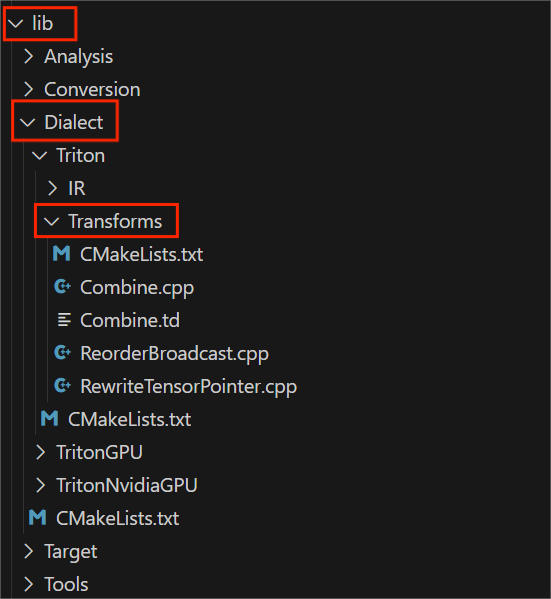 lib
Analysis
Conversion
Dialect
Triton
IR
Transforms
M CMakeLists.txt
C+ Combine.cpp
Combine.td
C+ ReorderBroadcast.cpp
C+ RewriteTensorPointer.cpp
M CMakeLists.txt
TritonGPU
TritonNvidiaGPU
M CMakeLists.txt
Target
Tools